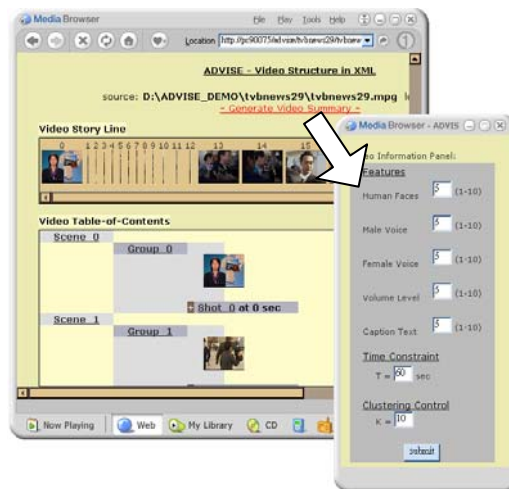 Media Browser
File Play Tools Help
Location
ADVISE - Video Structure in XML
source: D:\ADVISE_DEMO\tvbnews29\tvbnews29.mpg
- Generate Video Summary -
Video Story Line
0 1 2 3 4 5 6 7 8 9 10 11 12 13 14 15
Video Table-of-Contents
Scene 0
Group 0
Shot 0 at 0 sec
Scene 1
Group 1
Now Playing Web My Library CD
Media Browser - ADVIS
Information Panel:
Features
Human Faces 5 (1-10)
Male Voice 5 (1-10)
Female Voice 5 (1-10)
Volume Level 5 (1-10)
Caption Text 5 (1-10)
Time Constraint
T = 60 sec
Clustering Control
K = 10
submit